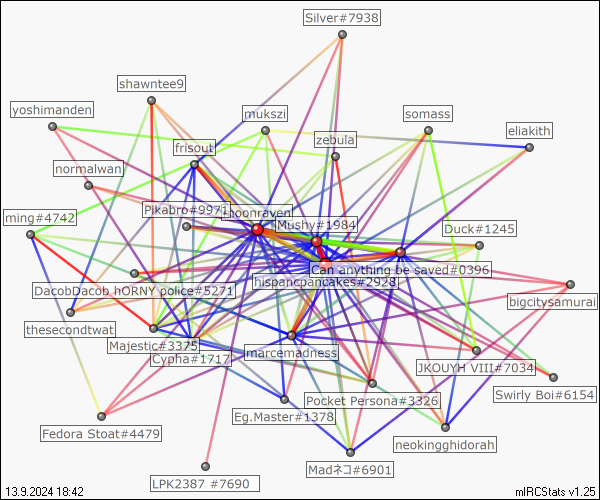 Silver#7938
shawntee9
yoshimanden
mukszi
somass
frisout
zebula
eliakith
normalwan
Pikabro#9971
moonraven
ming#4742
Mushy#1984
Duck#1245
Can anything be saved#0396
DacobDacob hORNY police#5271
hispancpancakes#2928
bigcitysamurai
thesecondtwat
Majestic#3375
Cypha#1717
marcemadness
JKOUYH VIII#7034
Swirly Boi#6154
Pocket Persona#3326
Eg.Master#1378
Fedora Stoat#4479
neokingghidorah
Madネコ#6901
LPK2387 #7690
13.9.2024 18:42
mIRCStats v1.25